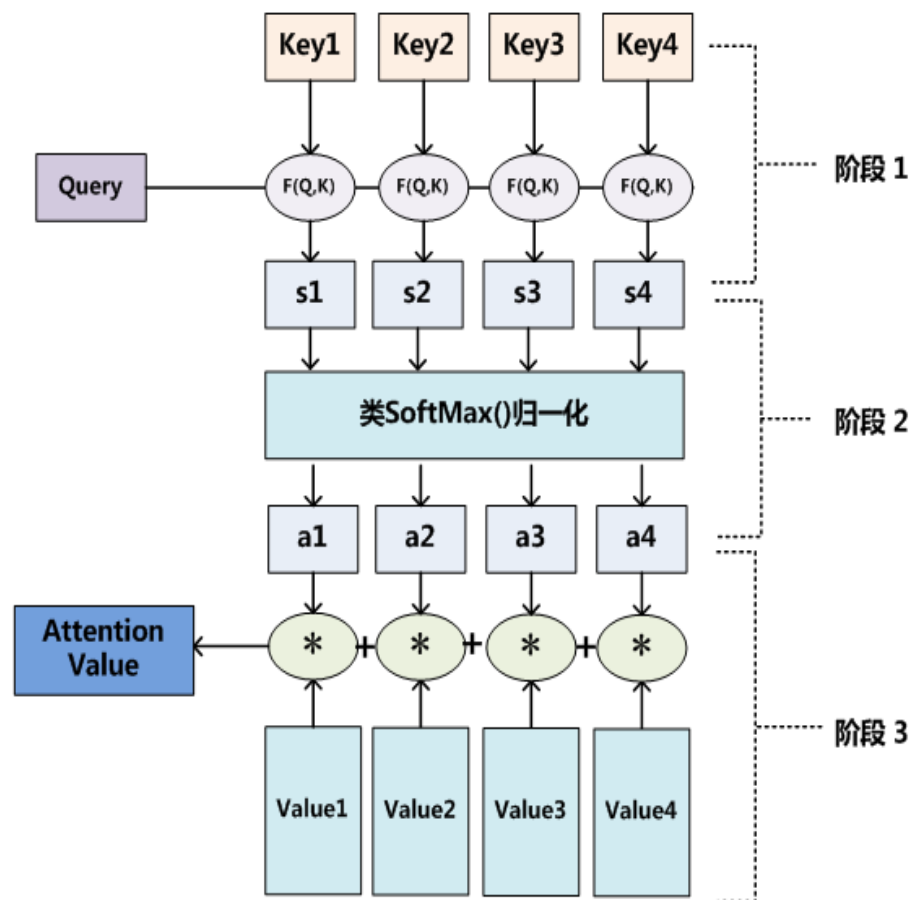 Key1 Key2 Key3 Key4
阶段 1
Query F(Q,K) F(Q,K) F(Q,K) F(Q,K)
s1 s2 s3 s4
类SoftMax()归一化
阶段 2
a1 a2 a3 a4
Attention
Value
* + * + * + *
阶段 3
Value1 Value2 Value3 Value4